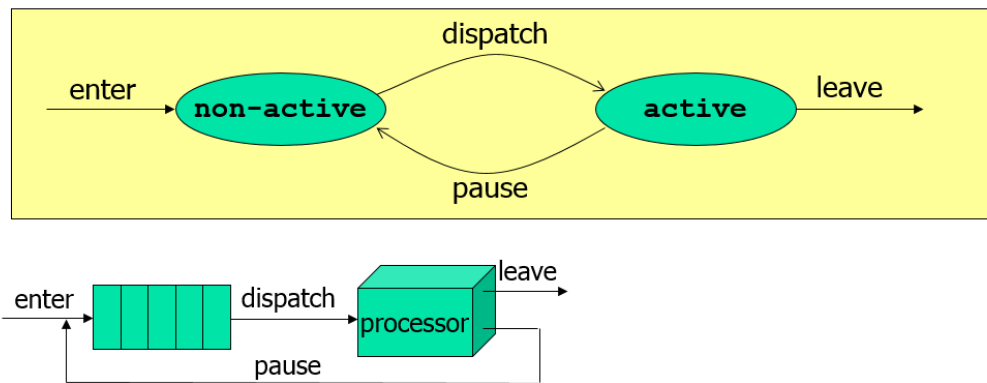 dispatch
enter
non-active
active
leave
pause
leave
enter
dispatch
processor
pause